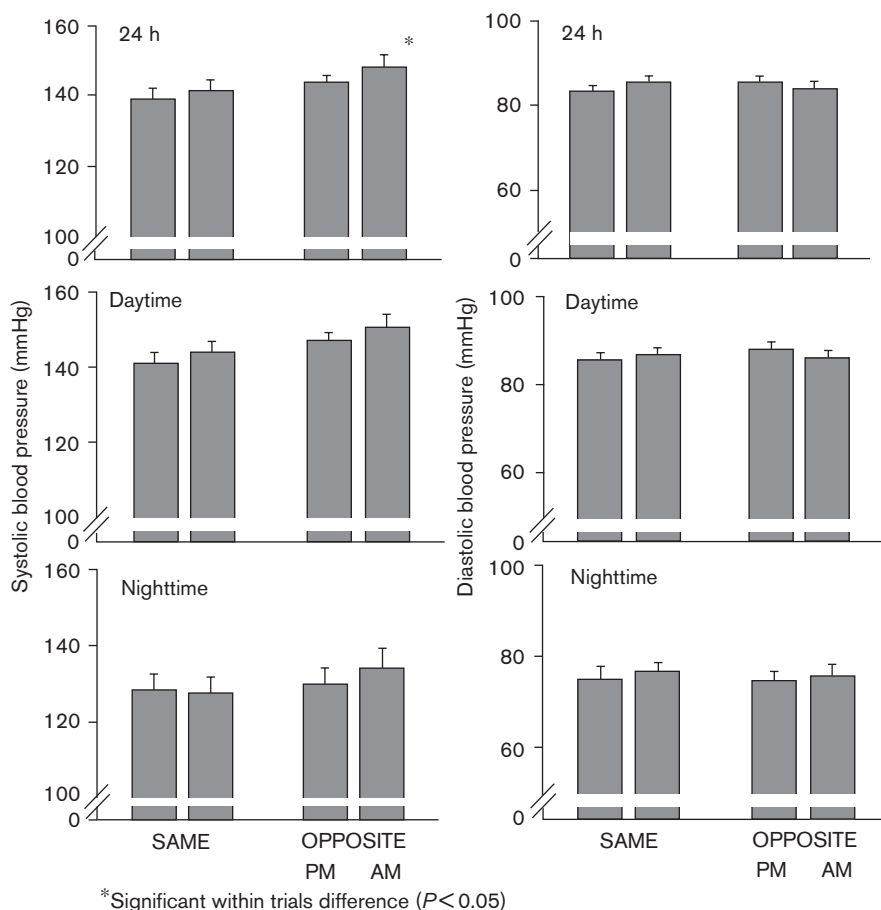 160
24 h
*
140
120
100
0
160
Daytime
140
120
100
0
160
Nighttime
140
120
100
0
Systolic blood pressure (mmHg)
SAME
OPPOSITE
PM
AM
100
24 h
80
60
0
100
Daytime
80
60
0
100
Nighttime
80
60
0
Diastolic blood pressure (mmHg)
SAME
OPPOSITE
PM
AM
*Significant within trials difference (P<0.05)